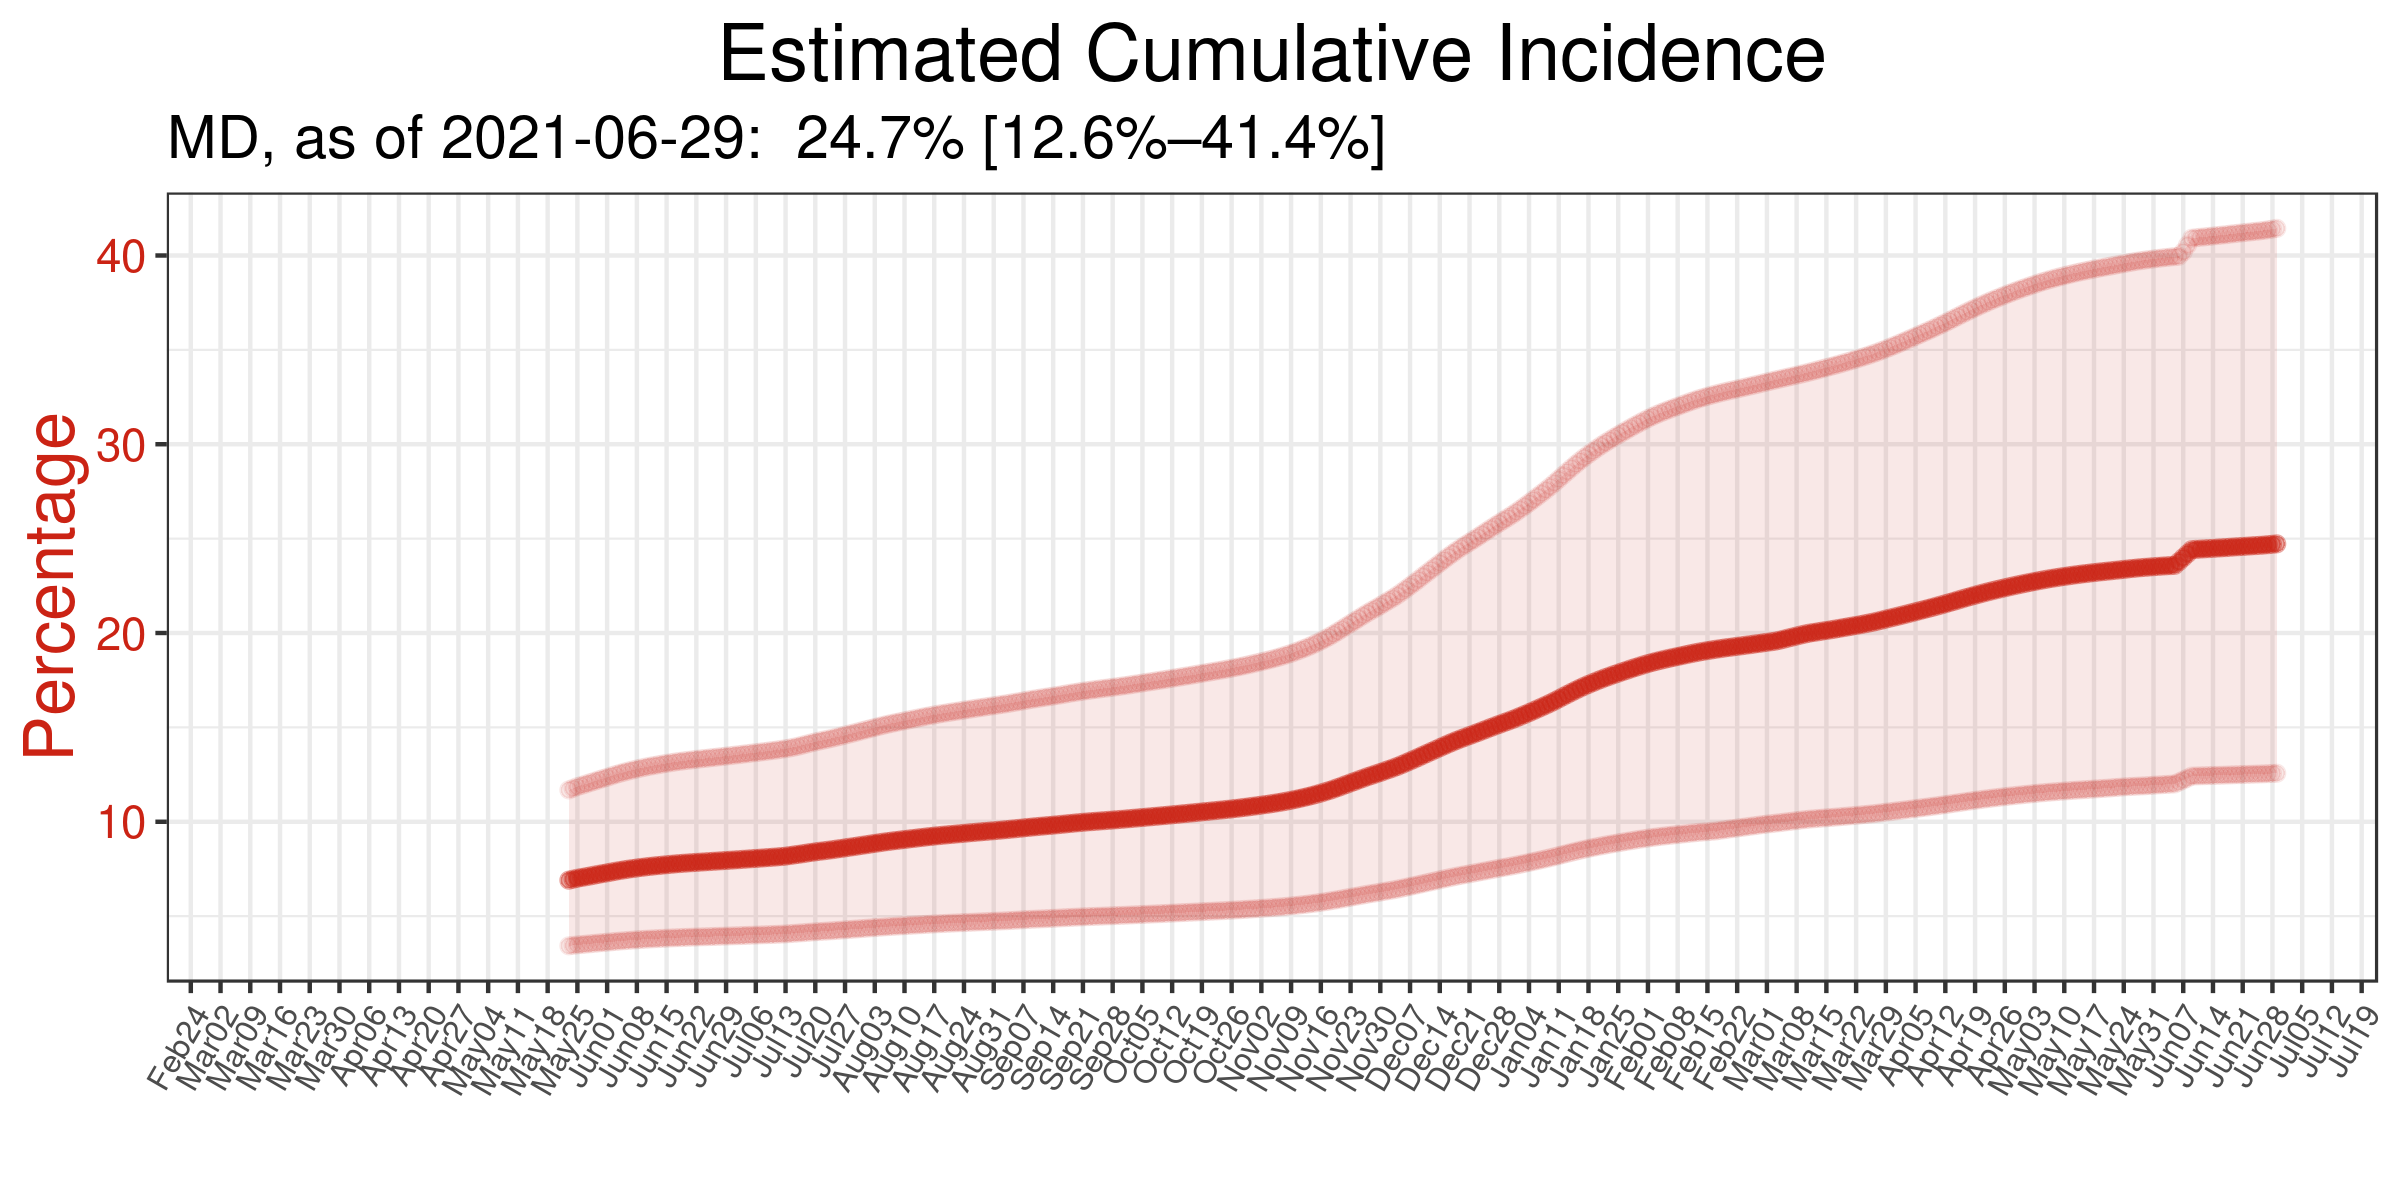 Estimated Cumulative Incidence
MD, as of 2021-06-29:  24.7% [12.6%–41.4%]
Percentage
40
30
20
10
Feb24
Mar02
Mar09
Mar16
Mar23
Mar30
Apr06
Apr13
Apr20
Apr27
May04
May11
May18
May25
Jun01
Jun08
Jun15
Jun22
Jun29
Jul06
Jul13
Jul20
Jul27
Aug03
Aug10
Aug17
Aug24
Aug31
Sep07
Sep14
Sep21
Sep28
Oct05
Oct12
Oct19
Oct26
Nov02
Nov09
Nov16
Nov23
Nov30
Dec07
Dec14
Dec21
Dec28
Jan04
Jan11
Jan18
Jan25
Feb01
Feb08
Feb15
Feb22
Mar01
Mar08
Mar15
Mar22
Mar29
Apr05
Apr12
Apr19
Apr26
May03
May10
May17
May24
May31
Jun07
Jun14
Jun21
Jun28
Jul05
Jul12
Jul19